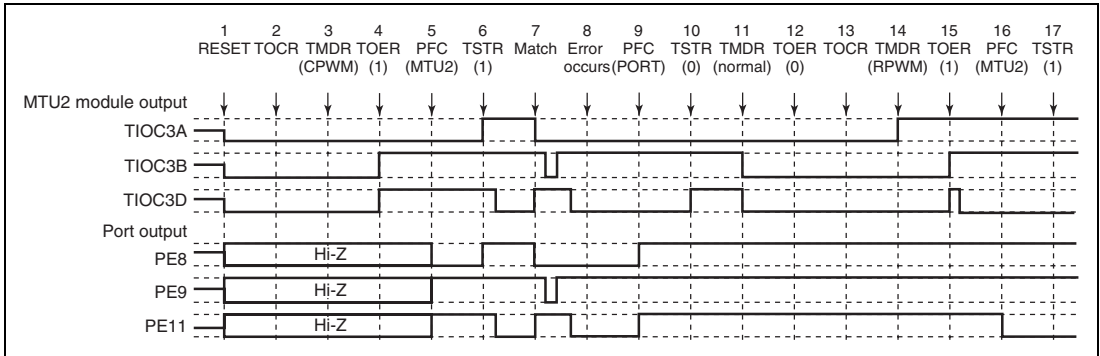 1 2 3 4 5 6 7 8 9 10 11 12 13 14 15 16 17
RESET TOCR TMDR TOER PFC TSTR Match Error PFC TSTR TMDR TOER TOCR TMDR TOER PFC TSTR
(CPWM) (1) (MTU2) (1) occurs (PORT) (0) (normal) (0) (RPWM) (1) (MTU2) (1)
MTU2 module output
TIOC3A
TIOC3B
TIOC3D
Port output
PE8 Hi-Z
PE9 Hi-Z
PE11 Hi-Z